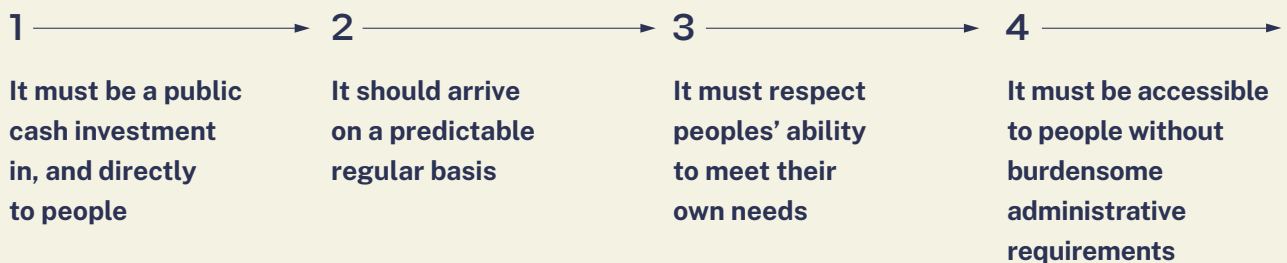 1
It must be a public
cash investment
in, and directly
to people
2
It should arrive
on a predictable
regular basis
3
It must respect
peoples’ ability
to meet their
own needs
4
It must be accessible
to people without
burdensome
administrative
requirements